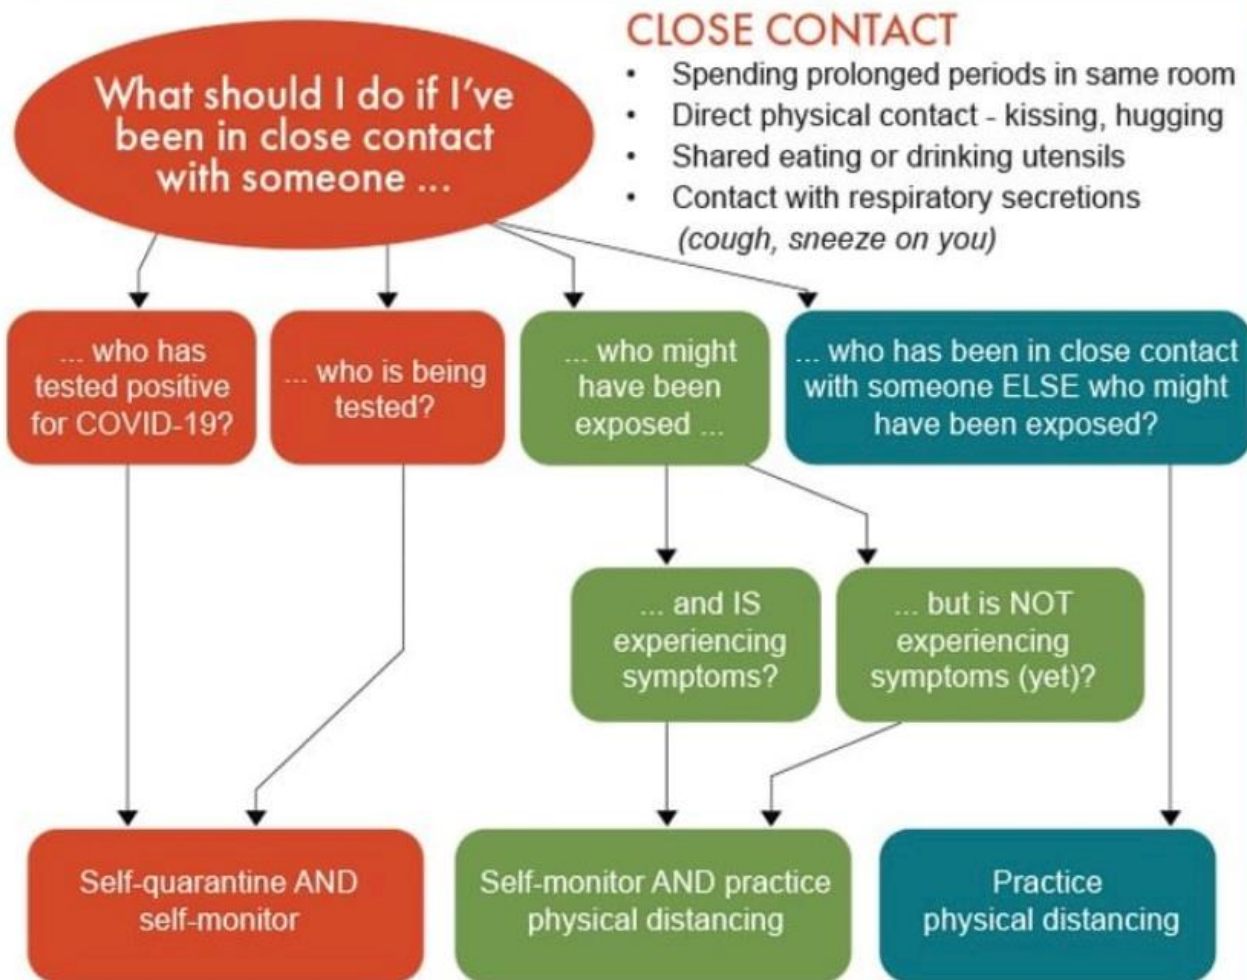 What should I do if I've
been in close contact
with someone ...
CLOSE CONTACT
• Spending prolonged periods in same room
• Direct physical contact - kissing, hugging
• Shared eating or drinking utensils
• Contact with respiratory secretions
(cough, sneeze on you)
... who has
tested positive
for COVID-19?
... who is being
tested?
... who might
have been
exposed ...
... who has been in close contact
with someone ELSE who might
have been exposed?
... and IS
experiencing
symptoms?
... but is NOT
experiencing
symptoms (yet)?
Self-quarantine AND
self-monitor
Self-monitor AND practice
physical distancing
Practice
physical distancing